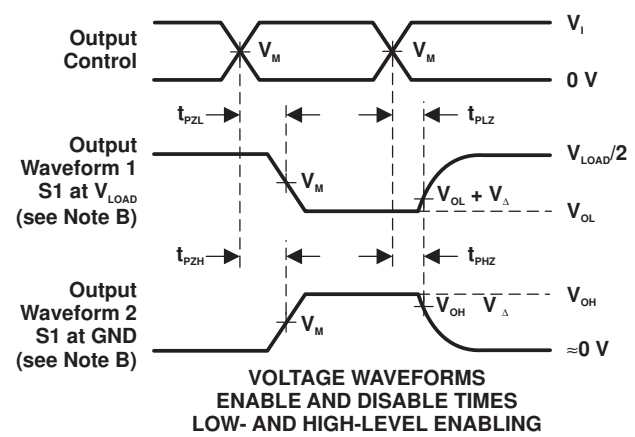 Output
Control
V_M
V_M
V_I
0 V
t_PZL
t_PLZ
Output
Waveform 1
S1 at V_LOAD
(see Note B)
V_M
V_OL + V_Δ
V_LOAD/2
V_OL
t_PZH
t_PHZ
Output
Waveform 2
S1 at GND
(see Note B)
V_M
V_OH V_Δ
V_OH
≈0 V
VOLTAGE WAVEFORMS
ENABLE AND DISABLE TIMES
LOW- AND HIGH-LEVEL ENABLING